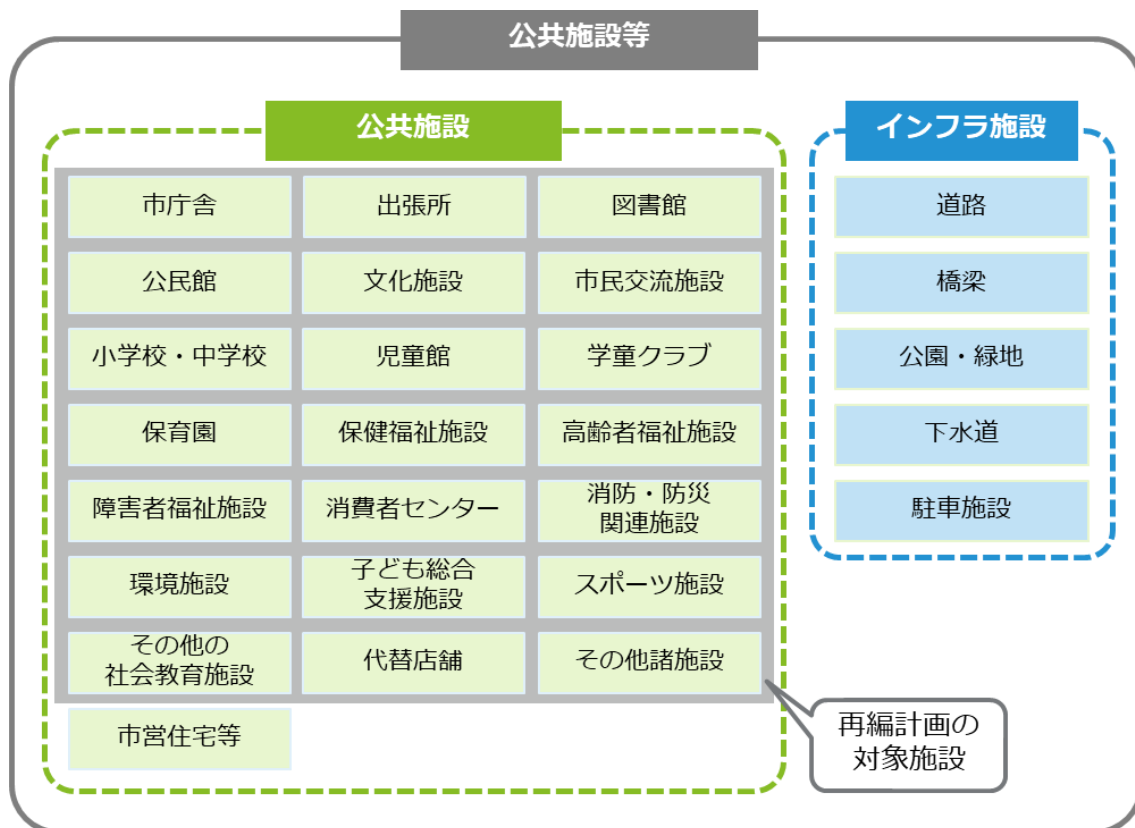 公共施設等
公共施設
インフラ施設
市庁舎
出張所
図書館
公民館
文化施設
市民交流施設
小学校・中学校
児童館
学童クラブ
保育園
保健福祉施設
高齢者福祉施設
障害者福祉施設
消費者センター
消防・防災
関連施設
環境施設
子ども総合
支援施設
スポーツ施設
その他の
社会教育施設
代替店舗
その他諸施設
市営住宅等
道路
橋梁
公園・緑地
下水道
駐車施設
再編計画の
対象施設